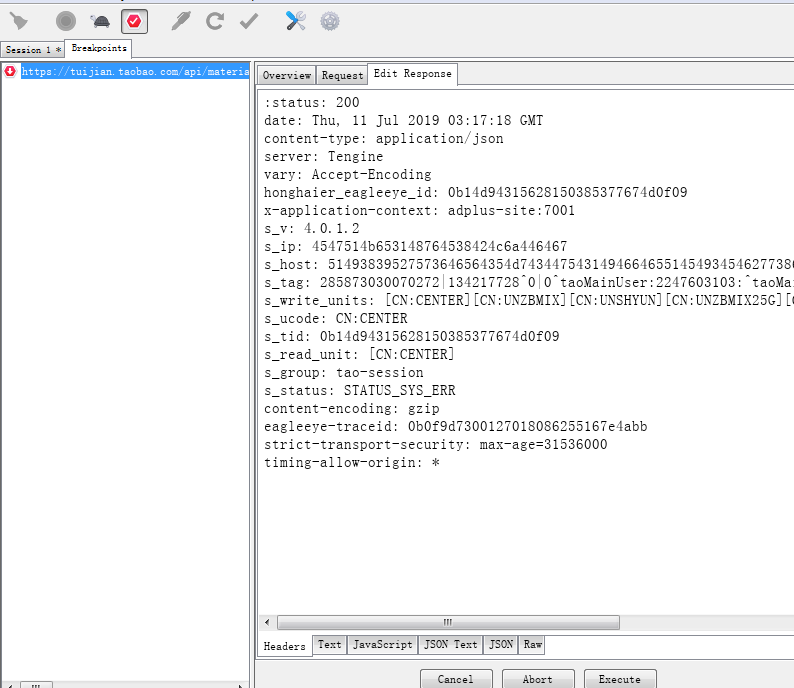 Session 1 *
Breakpoints
https://tuijian.taobao.com/api/materia
Overview
Request
Edit Response
:status: 200
date: Thu, 11 Jul 2019 03:17:18 GMT
content-type: application/json
server: Tengine
vary: Accept-Encoding
honghaier_eagleeye_id: 0b14d94315628150385377674d0f09
x-application-context: adplus-site:7001
s_v: 4.0.1.2
s_ip: 4547514b653148764538424c6a446467
s_host:
s_tag: 285873030070272|134217728^0|0^taoMainUser:2247603103:^taoMa
s_write_units: [CN:CENTER][CN:UNZBMIX][CN:UNSHYUN][CN:UNZBMIX25G][
s_ucode: CN:CENTER
s_tid: 0b14d94315628150385377674d0f09
s_read_unit: [CN:CENTER]
s_group: tao-session
s_status: STATUS_SYS_ERR
content-encoding: gzip
eagleeye-traceid: 0b0f9d7300127018086255167e4abb
strict-transport-security: max-age=31536000
timing-allow-origin: *
Headers
Text
JavaScript
JSON Text
JSON
Raw
Cancel
Abort
Execute